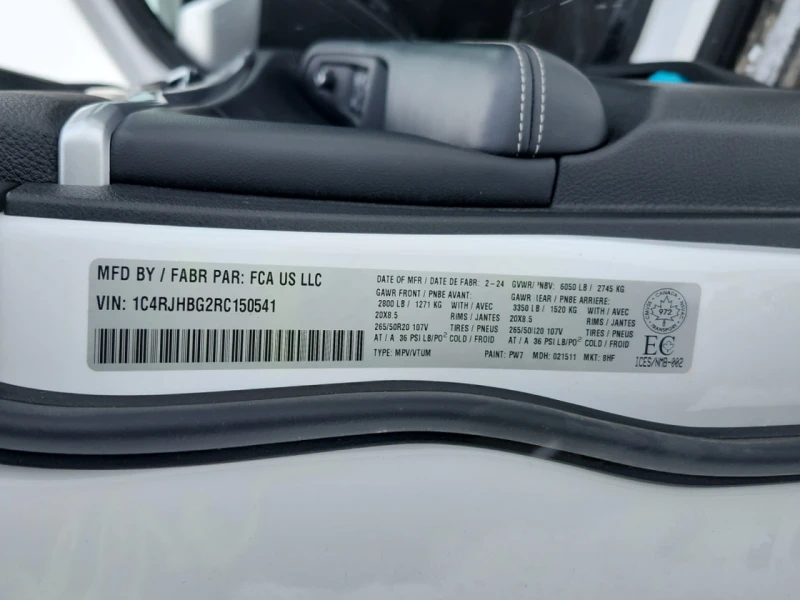 MFD BY / FABR PAR: FCA US LLC
VIN: 1C4RJHBG2RC150541
DATE OF MFR / DATE DE FABR: 2-24
GAWR FRONT / PNBE AVANT:
2800 LB / 1271 KG WITH / AVEC
20X8.5 RIMS / JANTES
265/50R20 107V TIRES / PNEUS
AT / A 36 PSI LB/PO² COLD / FROID
TYPE: MPV/VTUM
GVWR/ PNBV: 6050 LB / 2745 KG
GAWR REAR / PNBE ARRIERE:
3350 LB / 1520 KG WITH / AVEC
20X8.5 RIMS / JANTES
265/50R20 107V TIRES / PNEUS
AT / A 36 PSI LB/PO² COLD / FROID
PAINT: PW7 MDH: 021511 MKT: BHF
CANADA
972
TRANSPORT
EC
ICES/NMB-002